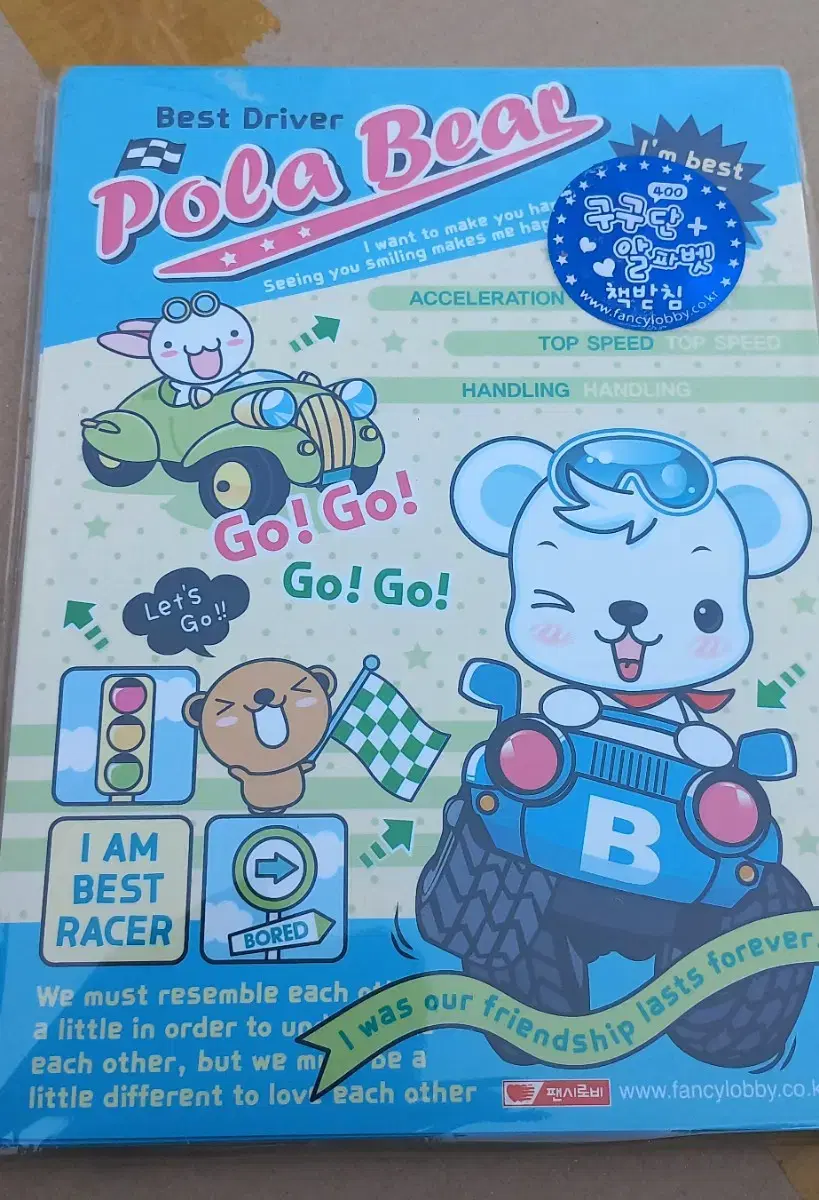 Best Driver
Pola Bear
I'm best
I want to make you
Seeing you smiling makes me
400
구구단 +
알파벳
책받침
www.fancylobby.co.kr
ACCELERATION
TOP SPEED TOP SPEED
HANDLING HANDLING
Go! Go!
Go! Go!
Let's
Go!!
I AM
BEST
RACER
BORED
B
I was our friendship lasts forever.
We must resemble each
a little in order to
each other, but we be a
little different to love each other
팬시로비 www.fancylobby.co.k